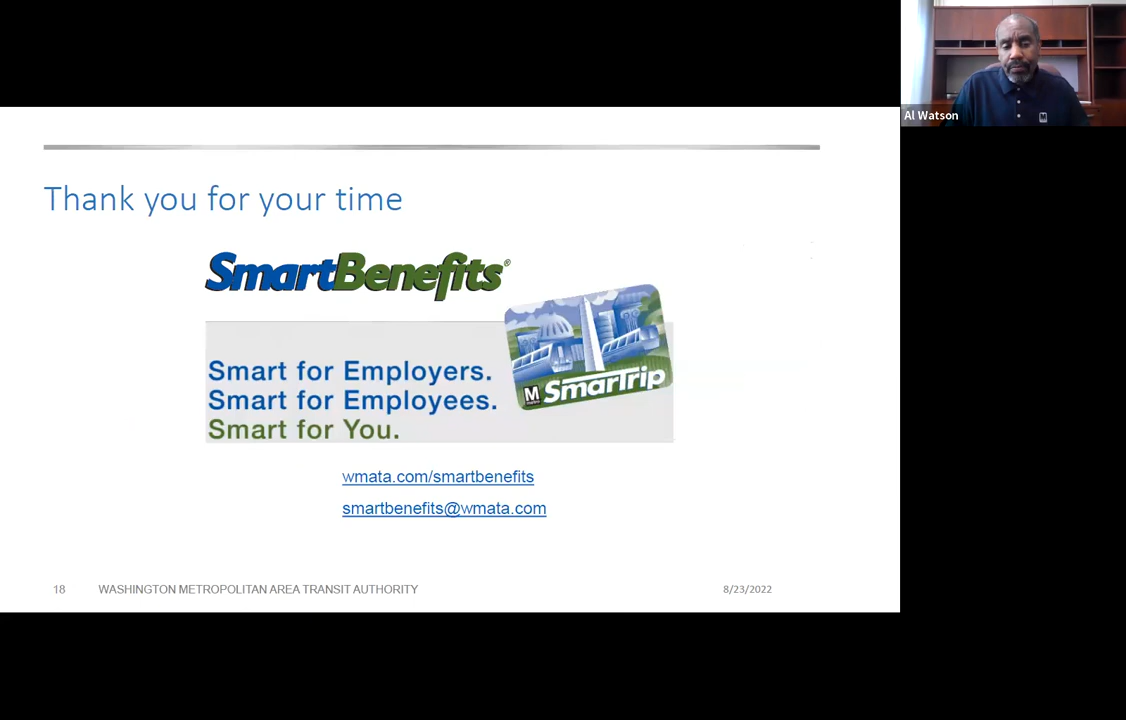 Al Watson
Thank you for your time
SmartBenefits®
Smart for Employers.
Smart for Employees.
Smart for You.
M SmarTrip
wmata.com/smartbenefits
smartbenefits@wmata.com
18 WASHINGTON METROPOLITAN AREA TRANSIT AUTHORITY 8/23/2022